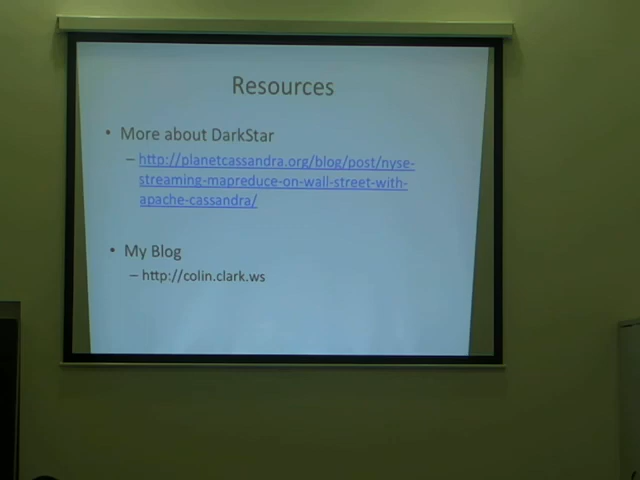 Resources
• More about DarkStar
– http://planetcassandra.org/blog/post/nyse-
streaming-mapreduce-on-wall-street-with-
apache-cassandra/
• My Blog
– http://colin.clark.ws